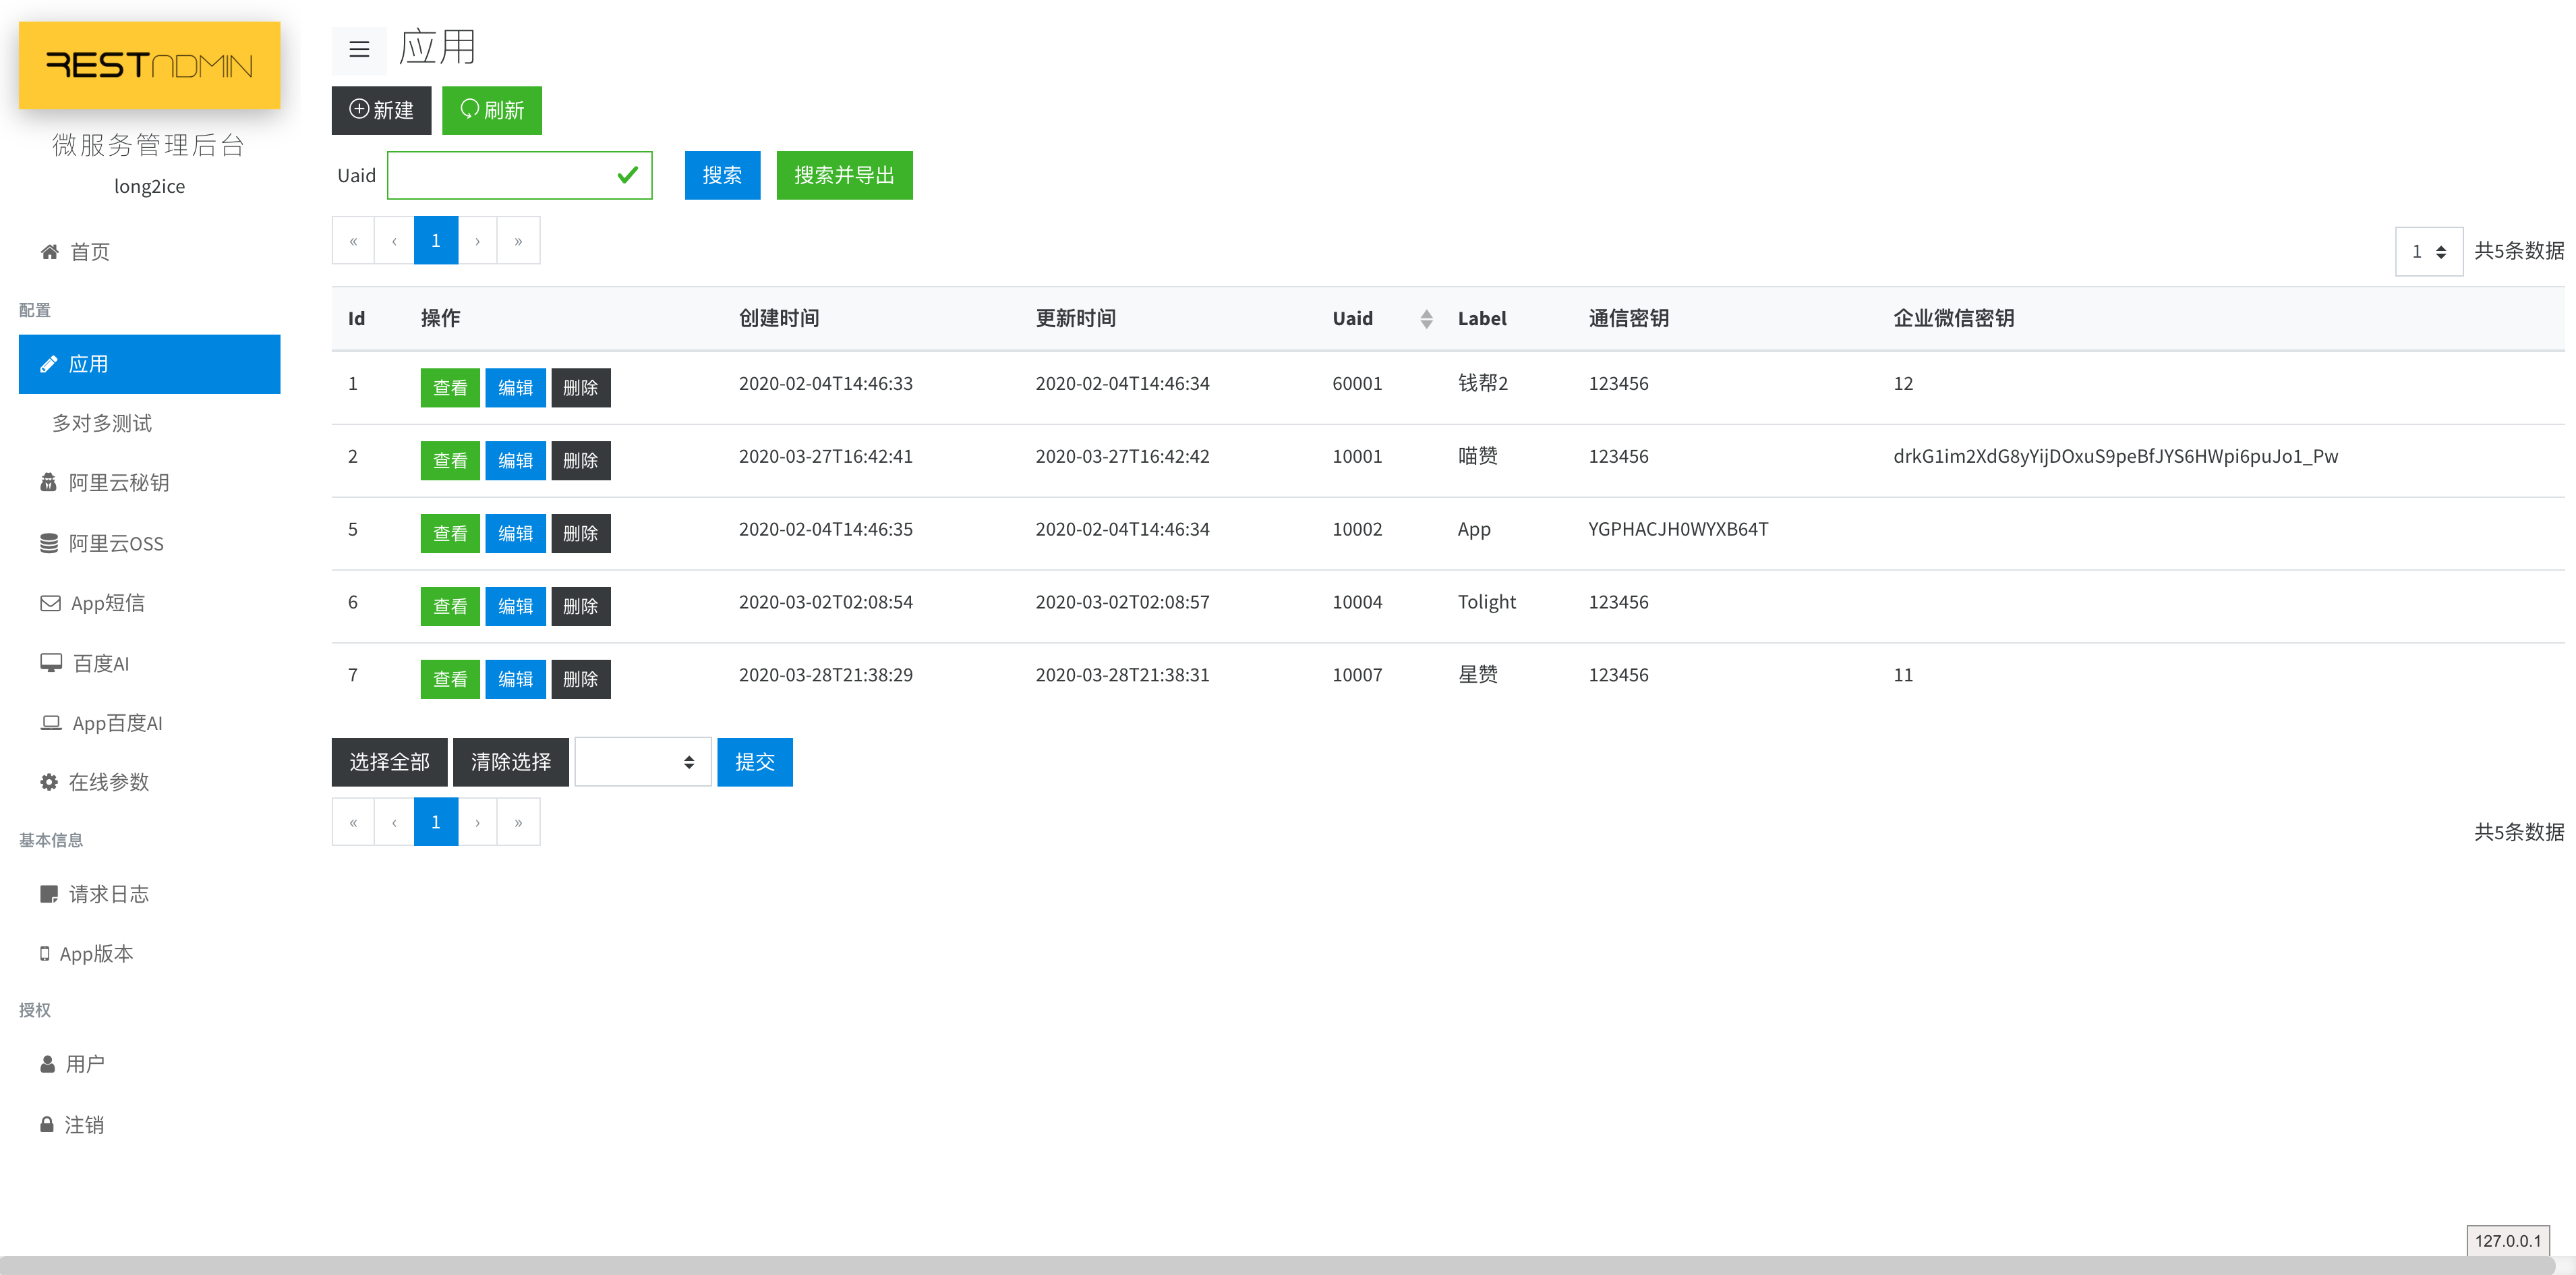 RESTADMIN
微服务管理后台
long2ice
首页
配置
应用
多对多测试
阿里云秘钥
阿里云OSS
App短信
百度AI
App百度AI
在线参数
基本信息
请求日志
App版本
授权
用户
注销
应用
新建 刷新
Uaid 搜索 搜索并导出
« ‹ 1 › » 1 共5条数据
Id 操作 创建时间 更新时间 Uaid Label 通信密钥 企业微信密钥
1 查看 编辑 删除 2020-02-04T14:46:33 2020-02-04T14:46:34 60001 钱帮2 123456 12
2 查看 编辑 删除 2020-03-27T16:42:41 2020-03-27T16:42:42 10001 喵赞 123456 drkG1im2XdG8yYijDOxuS9peBfJYS6HWpi6puJo1_Pw
5 查看 编辑 删除 2020-02-04T14:46:35 2020-02-04T14:46:34 10002 App YGPHACJH0WYXB64T
6 查看 编辑 删除 2020-03-02T02:08:54 2020-03-02T02:08:57 10004 Tolight 123456
7 查看 编辑 删除 2020-03-28T21:38:29 2020-03-28T21:38:31 10007 星赞 123456 11
选择全部 清除选择 提交
« ‹ 1 › » 共5条数据
127.0.0.1